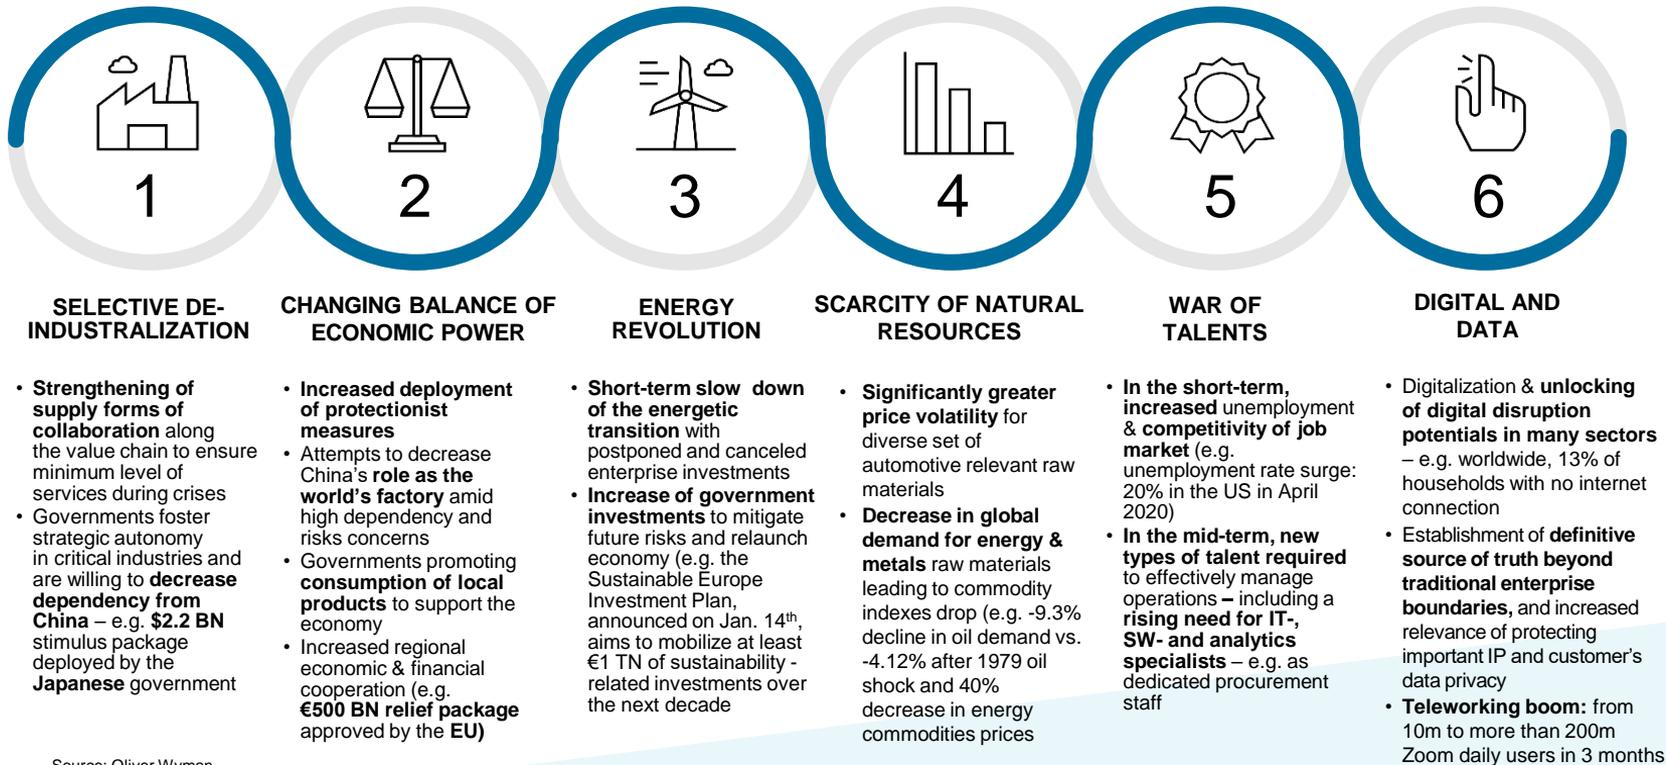 1
2
3
4
5
6
SELECTIVE DE-
INDUSTRALIZATION
• Strengthening of
supply forms of
collaboration along
the value chain to ensure
minimum level of
services during crises
• Governments foster
strategic autonomy
in critical industries and
are willing to decrease
dependency from
China – e.g. $2.2 BN
stimulus package
deployed by the
Japanese government
CHANGING BALANCE OF
ECONOMIC POWER
• Increased deployment
of protectionist
measures
• Attempts to decrease
China's role as the
world's factory amid
high dependency and
risks concerns
• Governments promoting
consumption of local
products to support the
economy
• Increased regional
economic & financial
cooperation (e.g.
€500 BN relief package
approved by the EU)
ENERGY
REVOLUTION
• Short-term slow down
of the energetic
transition with
postponed and canceled
enterprise investments
• Increase of government
investments to mitigate
future risks and relaunch
economy (e.g. the
Sustainable Europe
Investment Plan,
announced on Jan. 14th,
aims to mobilize at least
€1 TN of sustainability -
related investments over
the next decade
SCARCITY OF NATURAL
RESOURCES
• Significantly greater
price volatility for
diverse set of
automotive relevant raw
materials
• Decrease in global
demand for energy &
metals raw materials
leading to commodity
indexes drop (e.g. -9.3%
decline in oil demand vs.
-4.12% after 1979 oil
shock and 40%
decrease in energy
commodities prices
WAR OF
TALENTS
• In the short-term,
increased unemployment
& competitivity of job
market (e.g.
unemployment rate surge:
20% in the US in April
2020)
• In the mid-term, new
types of talent required
to effectively manage
operations – including a
rising need for IT-,
SW- and analytics
specialists – e.g. as
dedicated procurement
staff
DIGITAL AND
DATA
• Digitalization & unlocking
of digital disruption
potentials in many sectors
– e.g. worldwide, 13% of
households with no internet
connection
• Establishment of definitive
source of truth beyond
traditional enterprise
boundaries, and increased
relevance of protecting
important IP and customer's
data privacy
• Teleworking boom: from
10m to more than 200m
Zoom daily users in 3 months
Source: Oliver Wyman